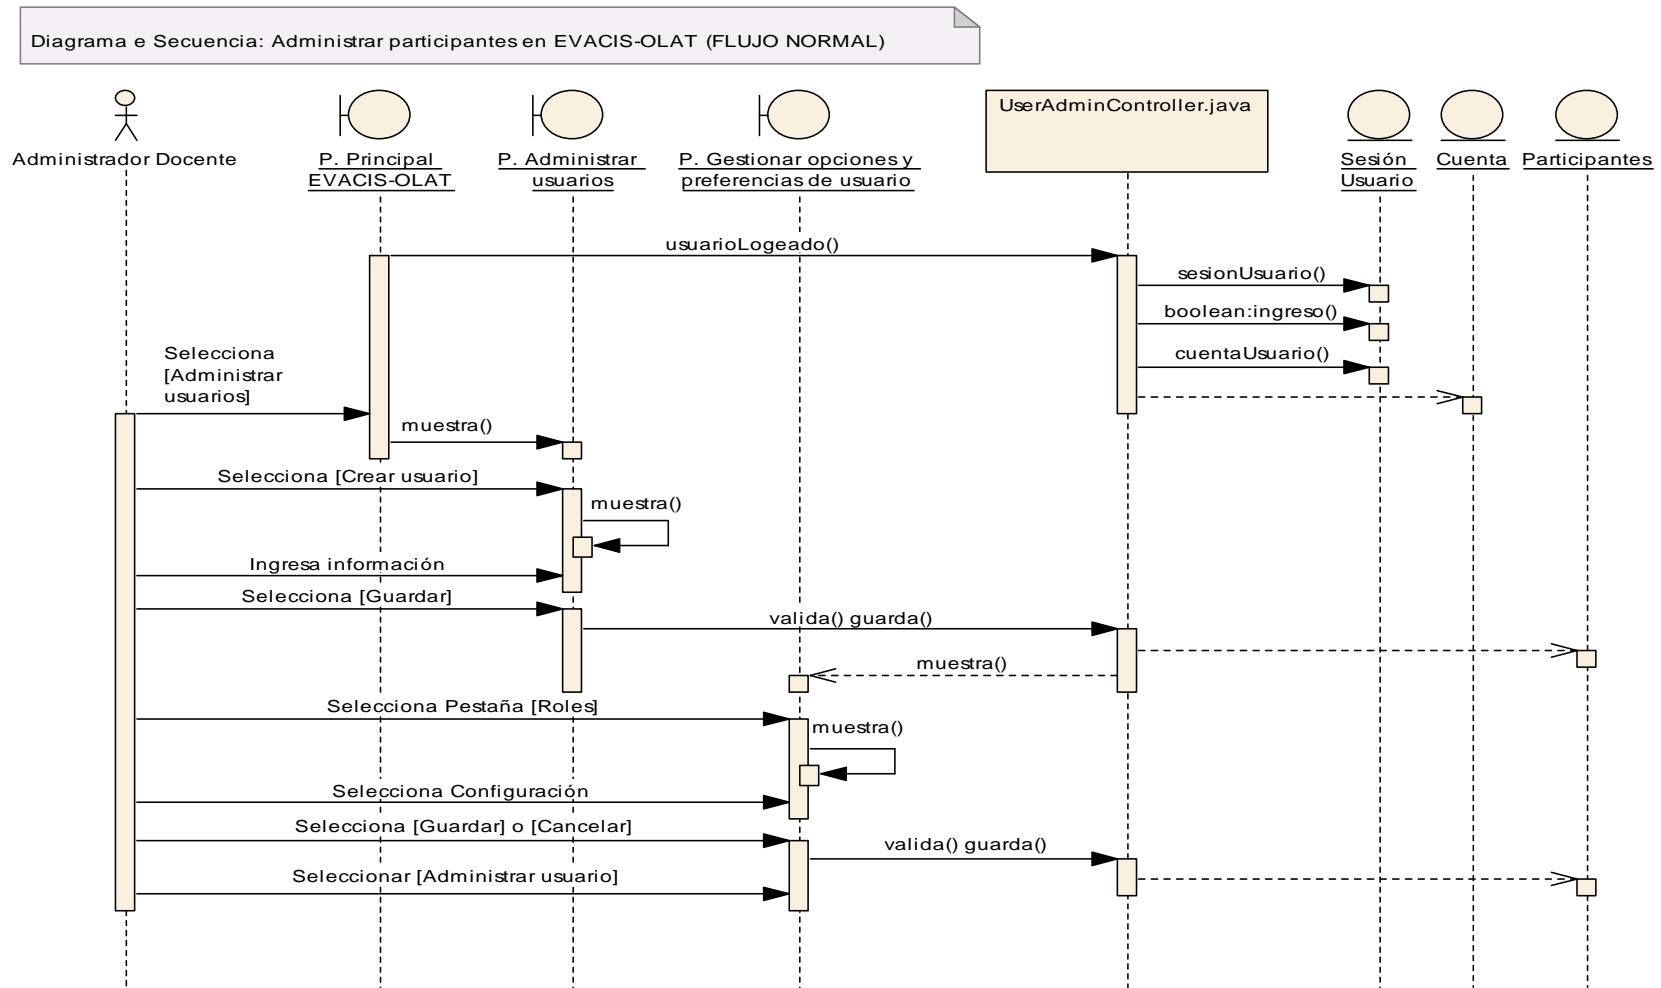 Diagrama e Secuencia: Administrar participantes en EVACIS-OLAT (FLUJO NORMAL)
Administrador Docente
P. Principal
EVACIS-OLAT
P. Administrar
usuarios
P. Gestionar opciones y
preferencias de usuario
UserAdminController.java
Sesión
Usuario
Cuenta
Participantes
usuarioLogeado()
sesionUsuario()
boolean:ingreso()
cuentaUsuario()
Selecciona
[Administrar
usuarios]
muestra()
Selecciona [Crear usuario]
muestra()
Ingresa información
Selecciona [Guardar]
valida() guarda()
muestra()
Selecciona Pestaña [Roles]
muestra()
Selecciona Configuración
Selecciona [Guardar] o [Cancelar]
valida() guarda()
Seleccionar [Administrar usuario]